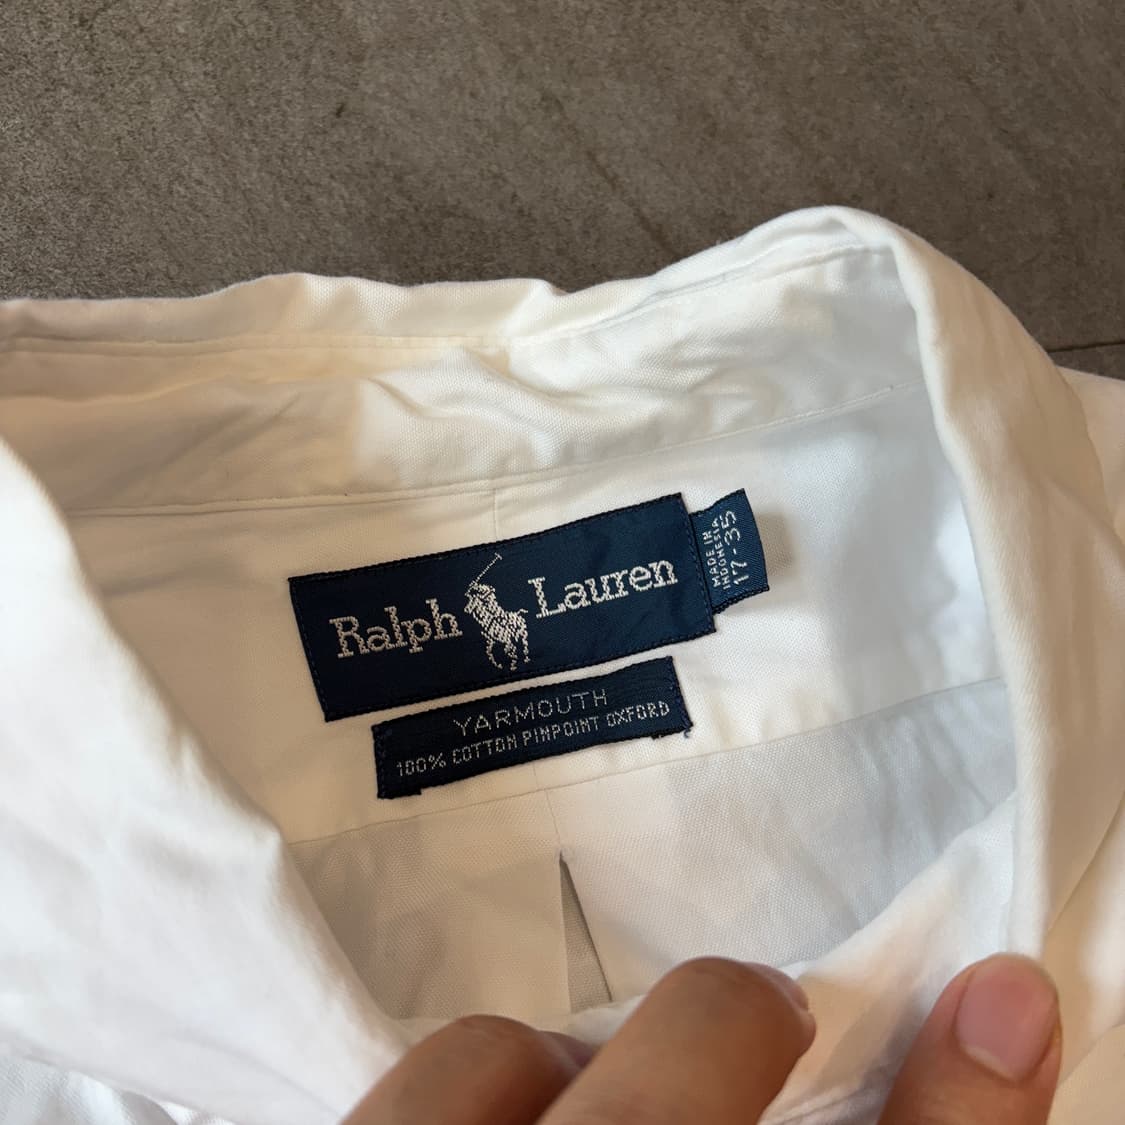 Ralph Lauren
MADE IN
INDONESIA
17-35
YARMOUTH
100% COTTON PINPOINT OXFORD